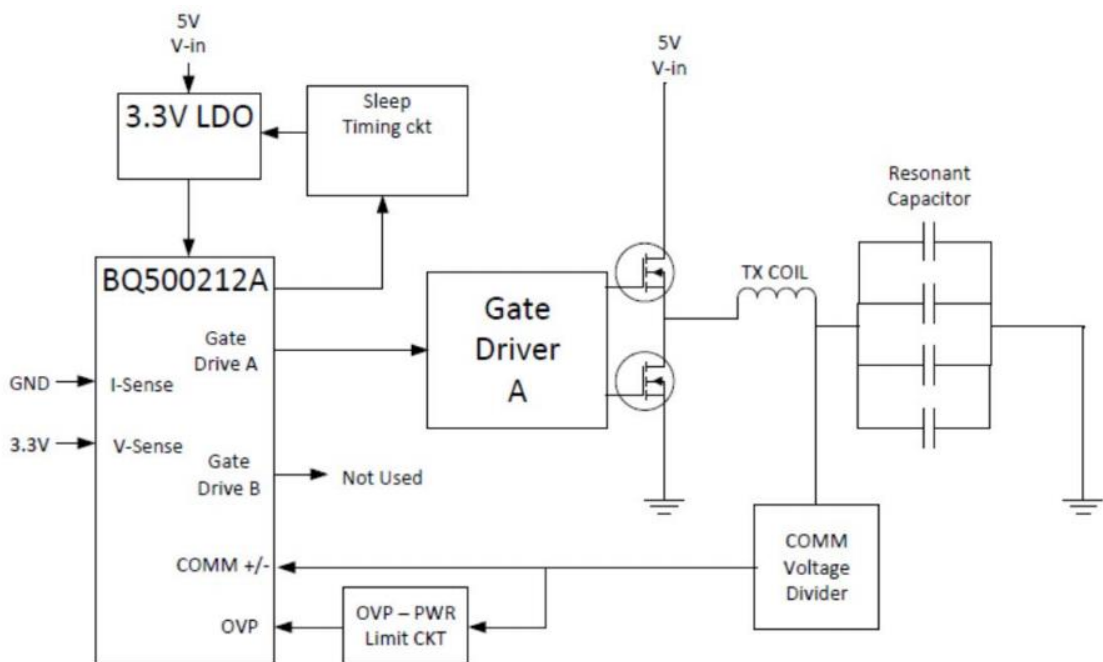 5V
V-in
3.3V LDO
Sleep
Timing ckt
5V
V-in
Resonant
Capacitor
BQ500212A
TX COIL
Gate
Drive A
Gate
Driver
A
GND
I-Sense
3.3V
V-Sense
Gate
Drive B
Not Used
COMM +/-
COMM
Voltage
Divider
OVP
OVP – PWR
Limit CKT